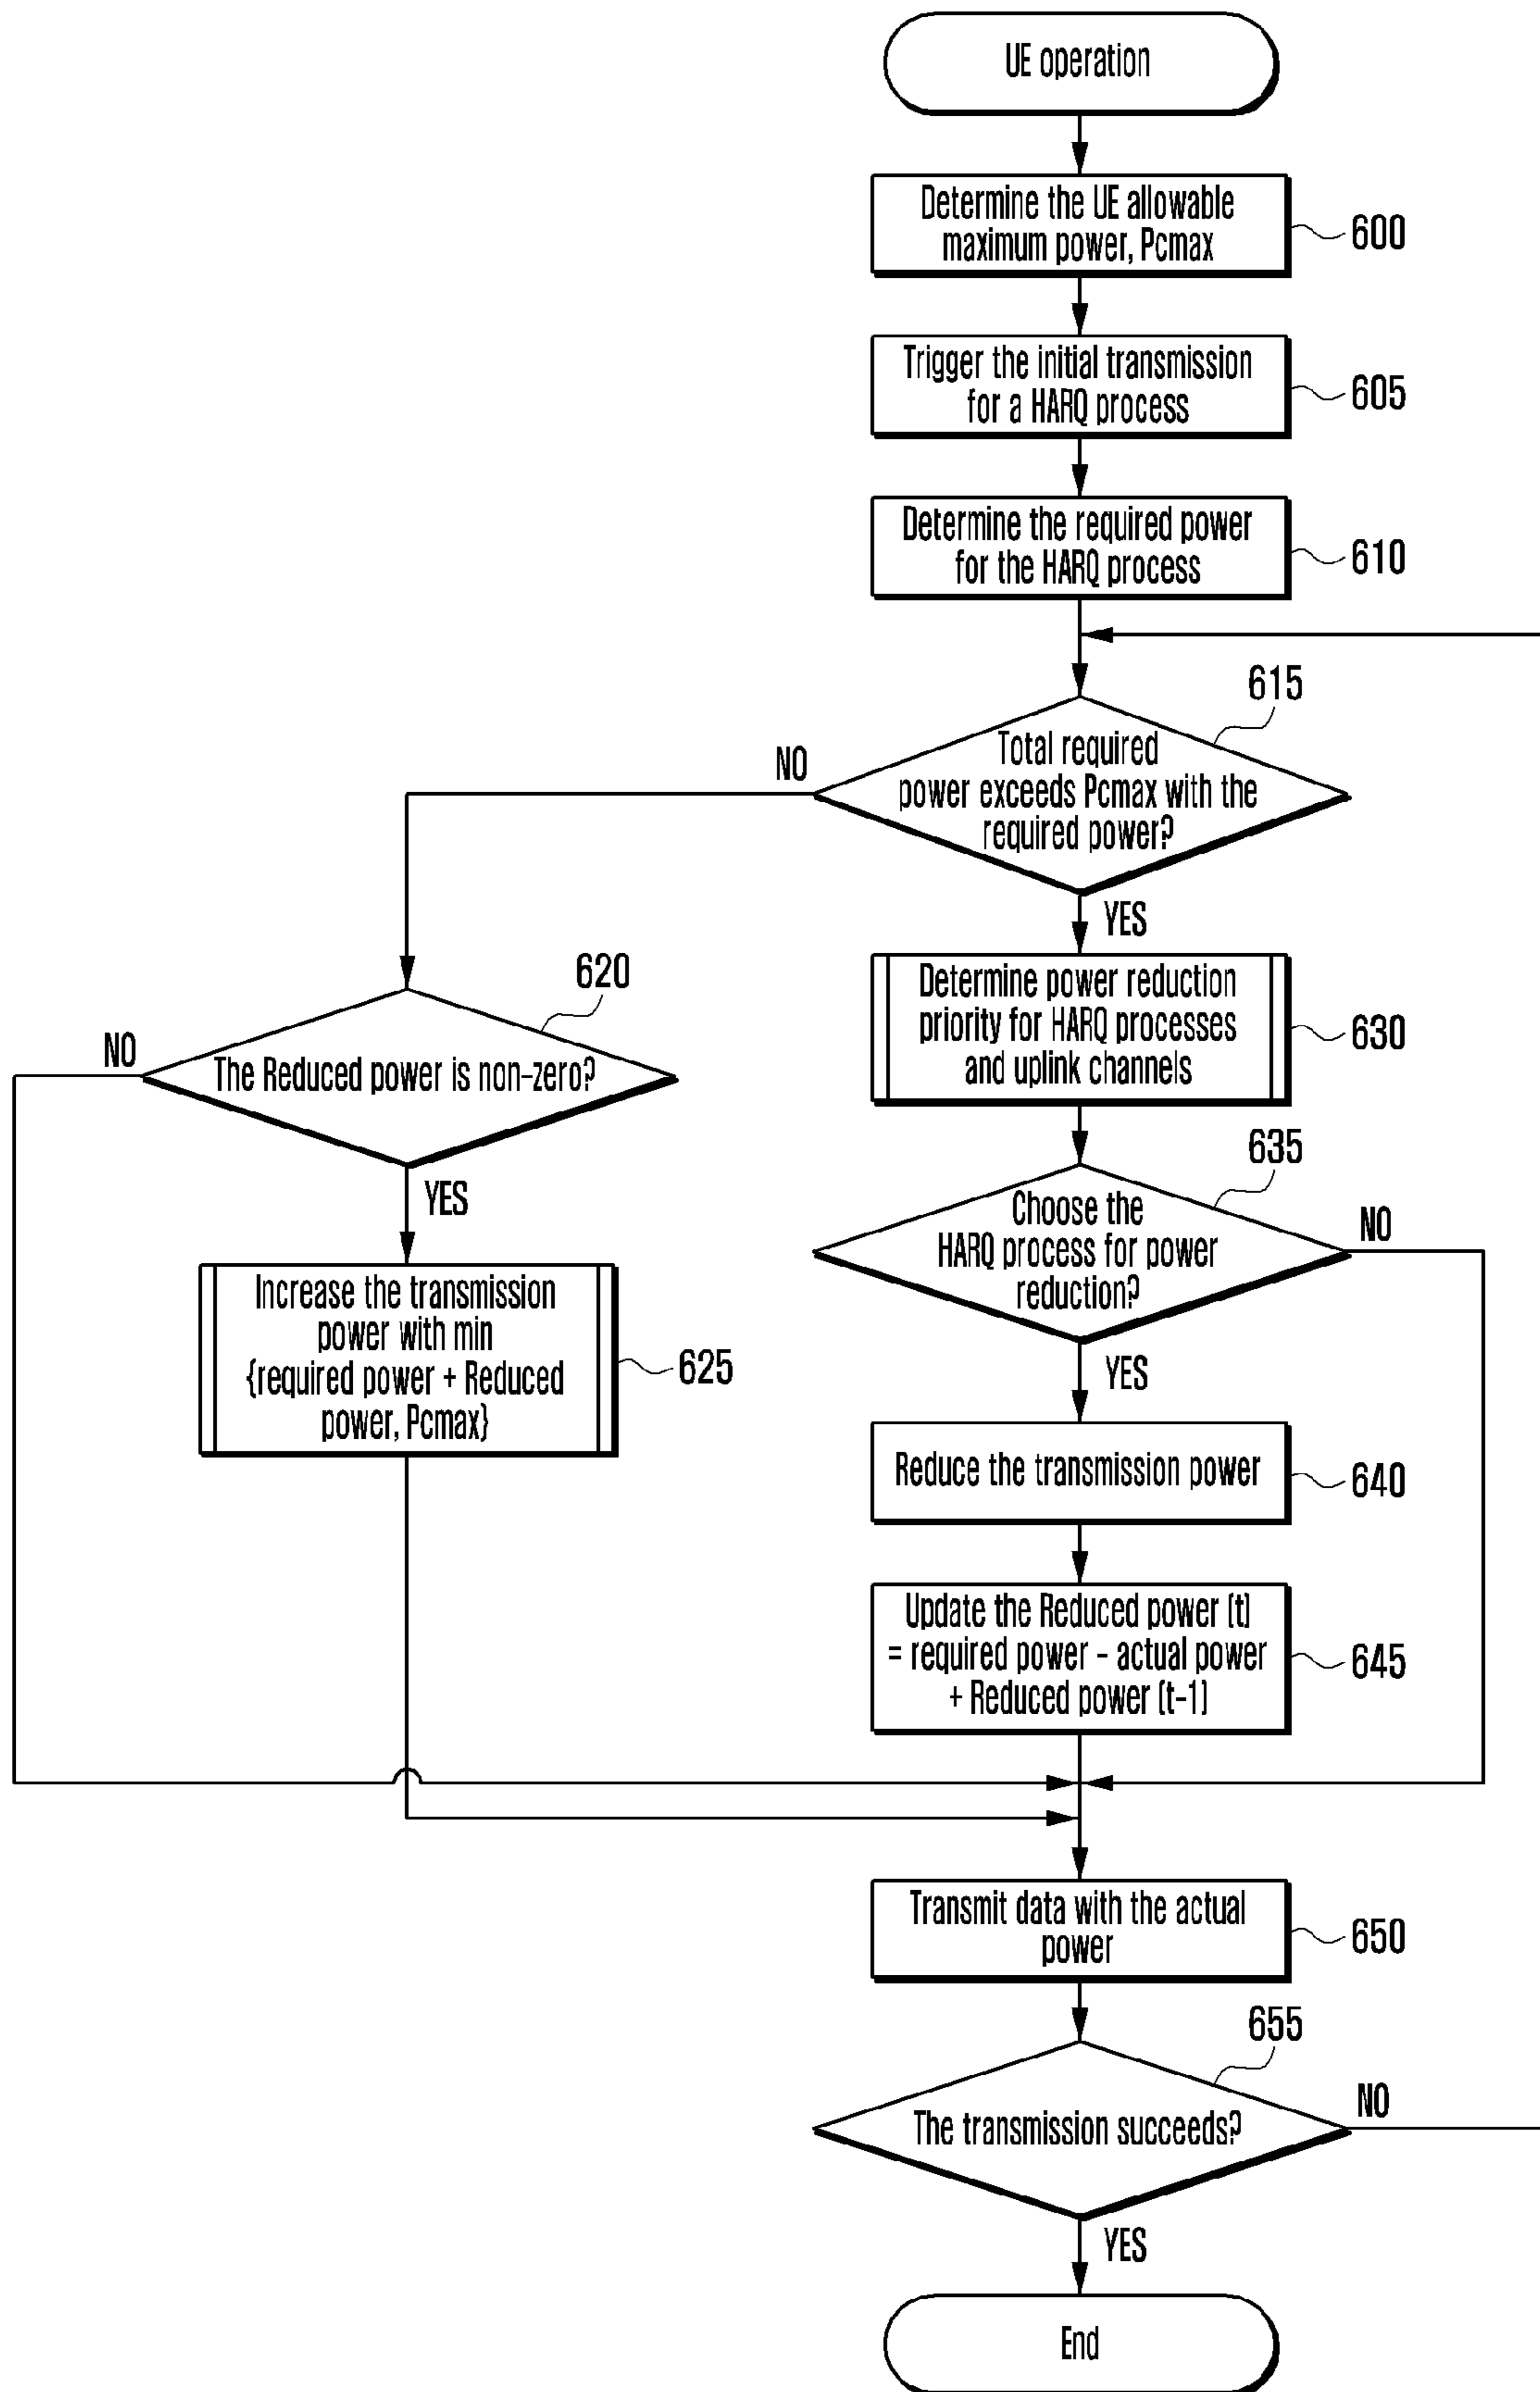 UE operation
Determine the UE allowable
maximum power, Pcmax
600
Trigger the initial transmission
for a HARQ process
605
Determine the required power
for the HARQ process
610
615
Total required
power exceeds Pcmax with the
required power?
NO
YES
620
The Reduced power is non-zero?
NO
YES
Increase the transmission
power with min
{required power + Reduced
power, Pcmax}
625
Determine power reduction
priority for HARQ processes
and uplink channels
630
635
Choose the
HARQ process for power
reduction?
NO
YES
Reduce the transmission power
640
Update the Reduced power (t)
= required power - actual power
+ Reduced power (t-1)
645
Transmit data with the actual
power
650
655
The transmission succeeds?
NO
YES
End